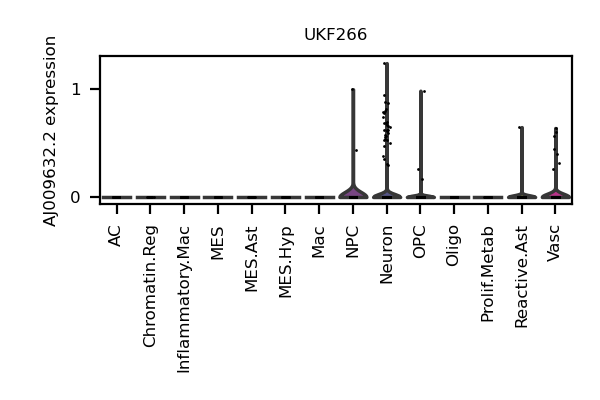 UKF266
AJ009632.2 expression
1
0
AC
Chromatin.Reg
Inflammatory.Mac
MES
MES.Ast
MES.Hyp
Mac
NPC
Neuron
OPC
Oligo
Prolif.Metab
Reactive.Ast
Vasc